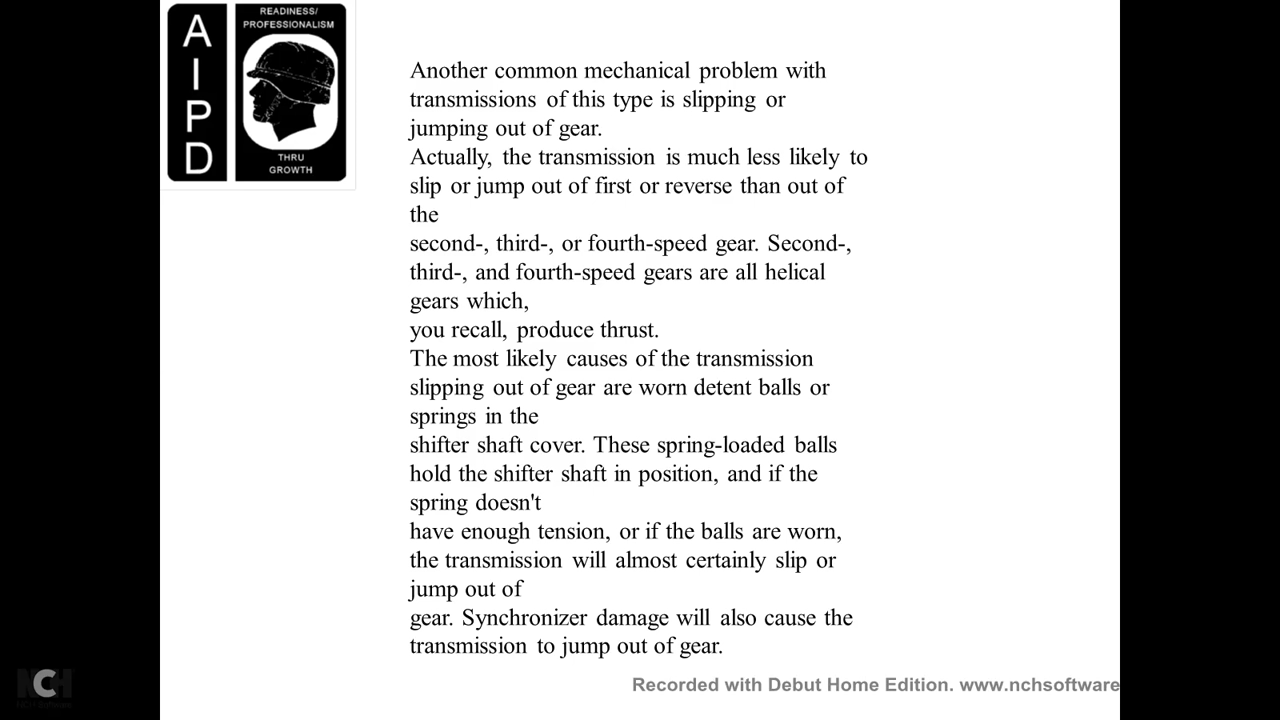 A
I
P
D
READINESS/
PROFESSIONALISM
THRU
GROWTH
Another common mechanical problem with
transmissions of this type is slipping or
jumping out of gear.
Actually, the transmission is much less likely to
slip or jump out of first or reverse than out of
the
second-, third-, or fourth-speed gear. Second-,
third-, and fourth-speed gears are all helical
gears which,
you recall, produce thrust.
The most likely causes of the transmission
slipping out of gear are worn detent balls or
springs in the
shifter shaft cover. These spring-loaded balls
hold the shifter shaft in position, and if the
spring doesn't
have enough tension, or if the balls are worn,
the transmission will almost certainly slip or
jump out of
gear. Synchronizer damage will also cause the
transmission to jump out of gear.
NCH
NCH Software
Recorded with Debut Home Edition. www.nchsoftware